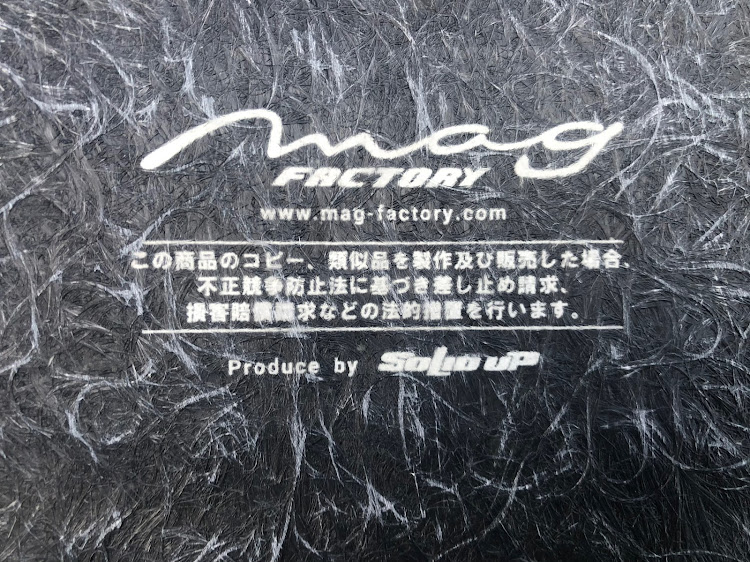 mag
FACTORY
www.mag-factory.com
この商品のコピー、類似品を製作及び販売した場合、
不正競争防止法に基づき差し止め請求、
損害賠償請求などの法的措置を行います。
Produce by SOLID UP